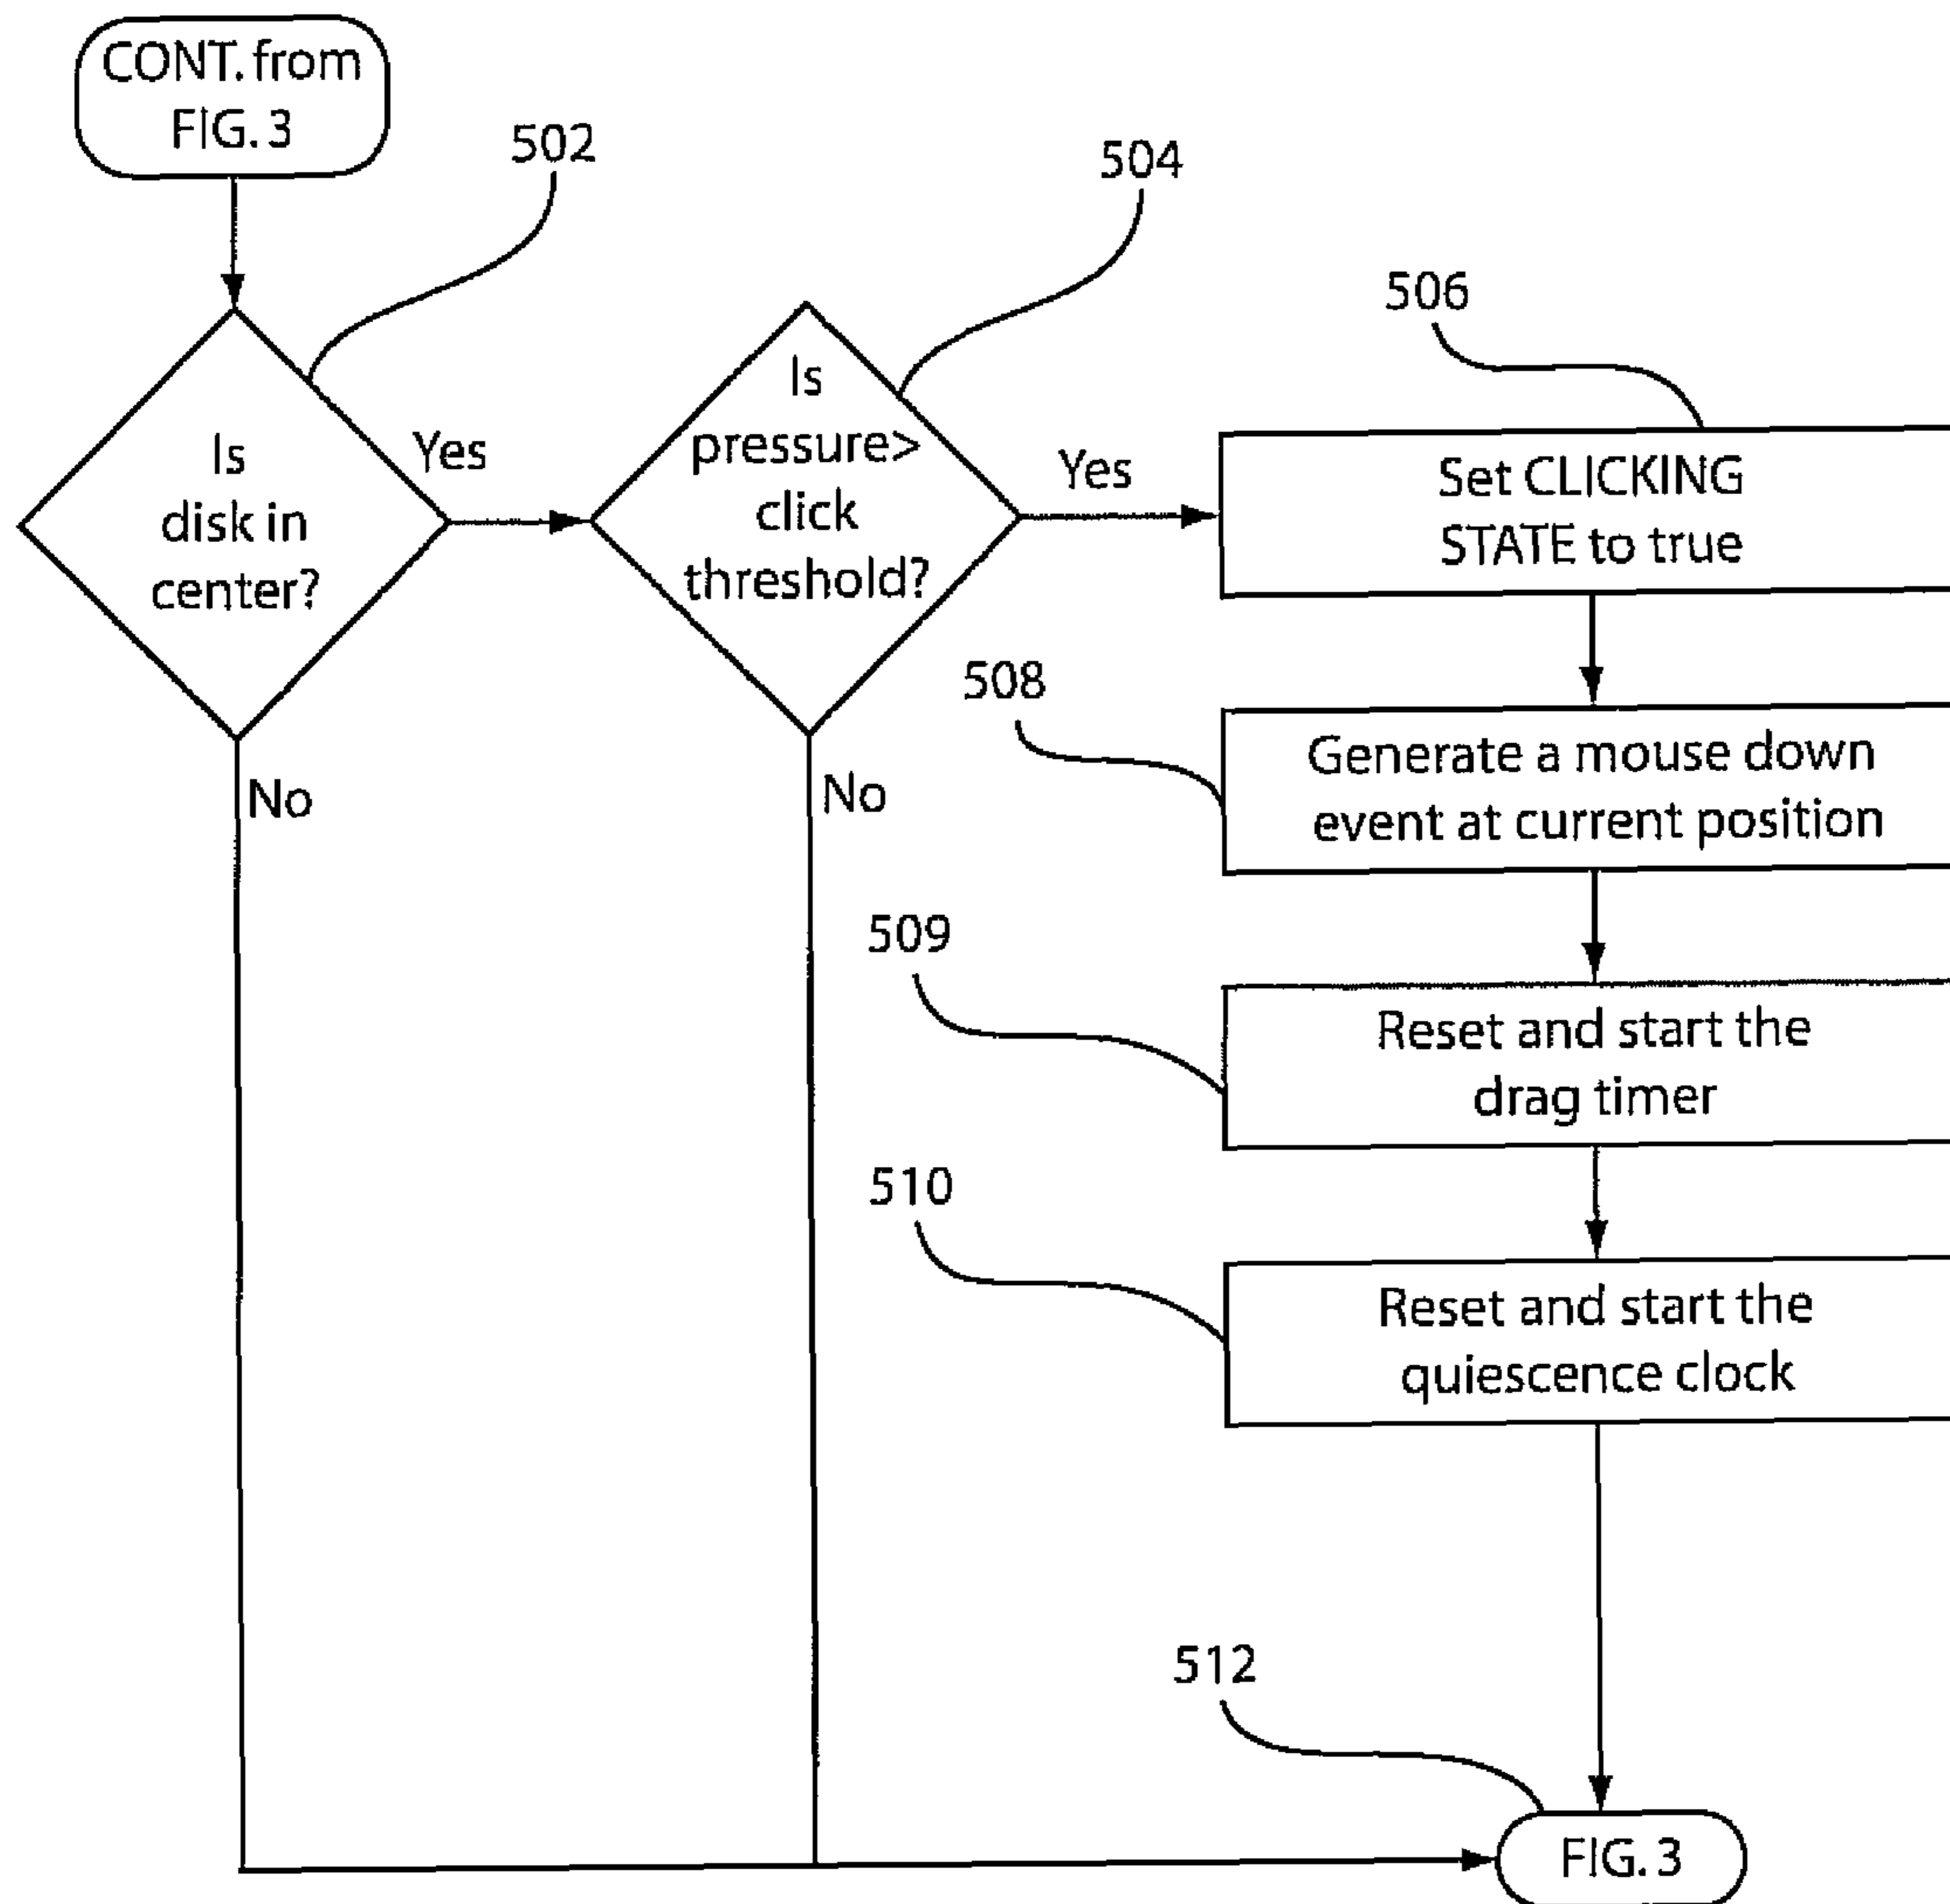 CONT. from
FIG. 3
502
504
506
Is
disk in
center?
Yes
Is
pressure>
click
threshold?
Yes
Set CLICKING
STATE to true
508
Generate a mouse down
event at current position
No
No
509
Reset and start the
drag timer
510
Reset and start the
quiescence clock
512
FIG. 3